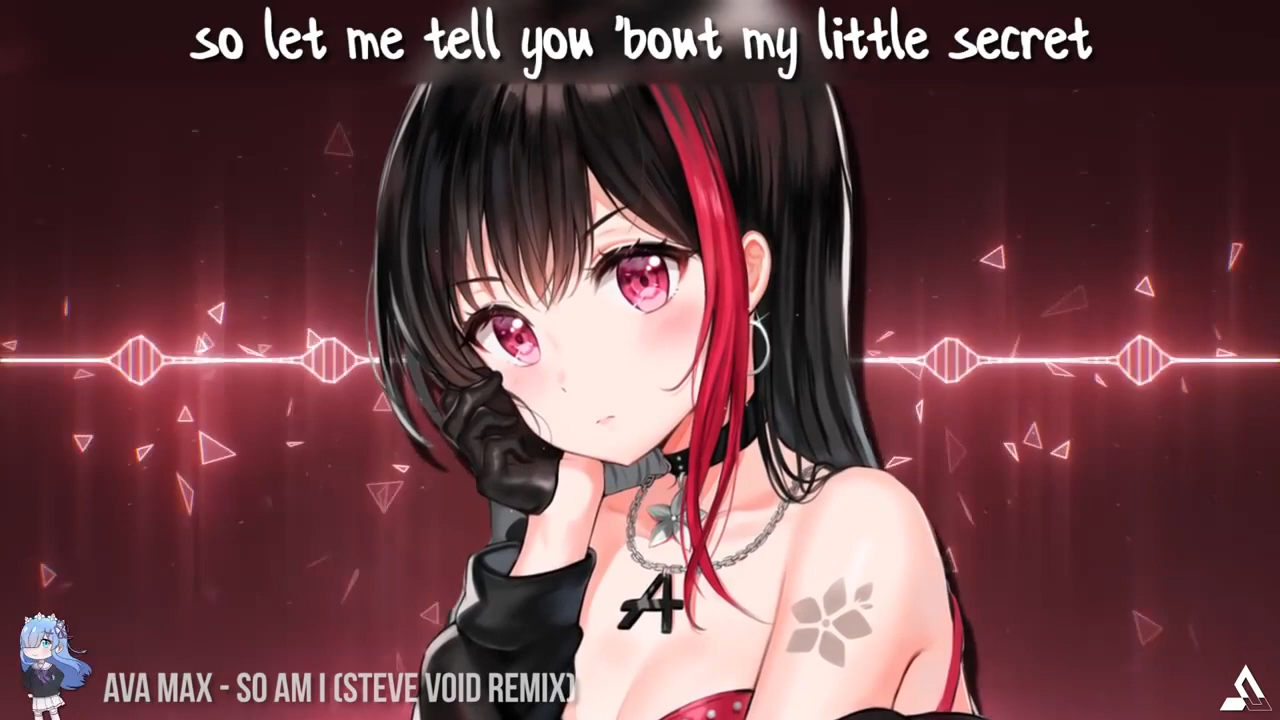 so let me tell you 'bout my little secret
A
AVA MAX - SO AM I (STEVE VOID REMIX)